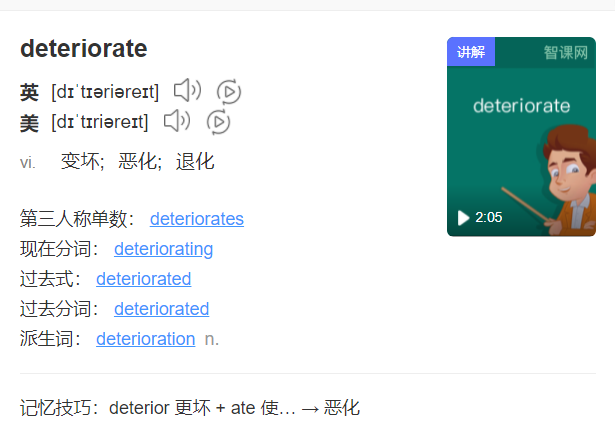 deteriorate
英 [dɪˈtɪəriəreɪt]
美 [dɪˈtɪriəreɪt]
vi. 变坏；恶化；退化
第三人称单数： deteriorates
现在分词： deteriorating
过去式： deteriorated
过去分词： deteriorated
派生词： deterioration n.
记忆技巧：deterior 更坏 + ate 使… → 恶化
讲解
智课网
deteriorate
2:05